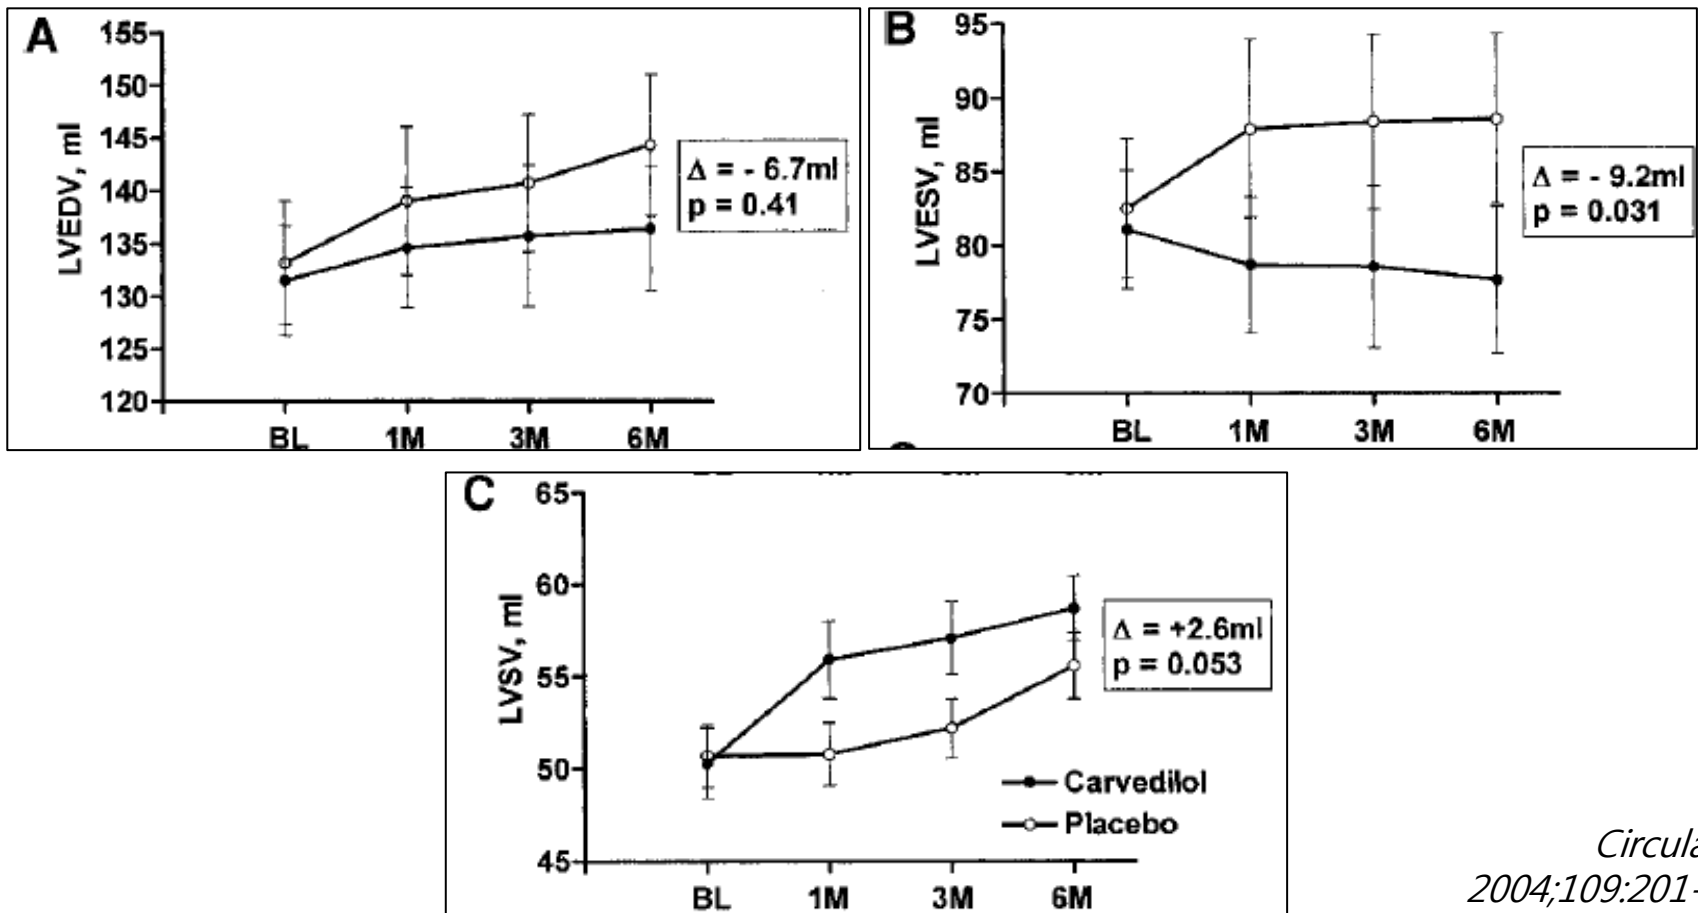 A
155
150
145
140
135
130
125
120
LVEDV, ml
Δ = - 6.7ml
p = 0.41
BL 1M 3M 6M
B
95
90
85
80
75
70
LVESV, ml
Δ = - 9.2ml
p = 0.031
BL 1M 3M 6M
C
65
60
55
50
45
LVSV, ml
Δ = +2.6ml
p = 0.053
Carvedilol
Placebo
BL 1M 3M 6M
Circula
2004;109:201-